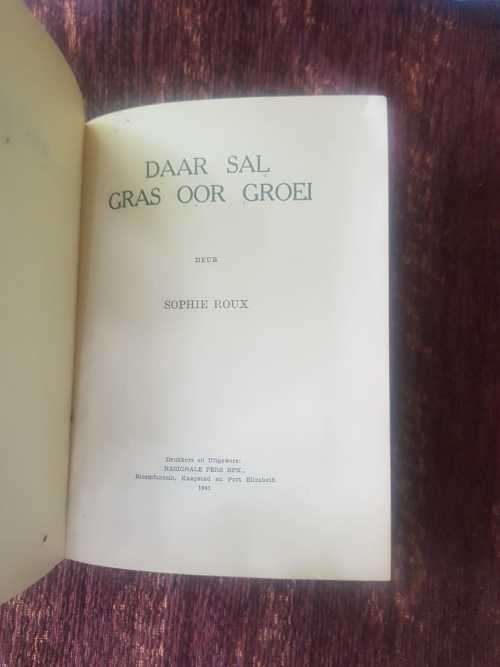 DAAR SAL
GRAS OOR GROEI
DEUR
SOPHIE ROUX
Drukkers en Uitgewers:
NASIONALE PERS BPK.,
Bloemfontein, Kaapstad en Port Elizabeth
1941